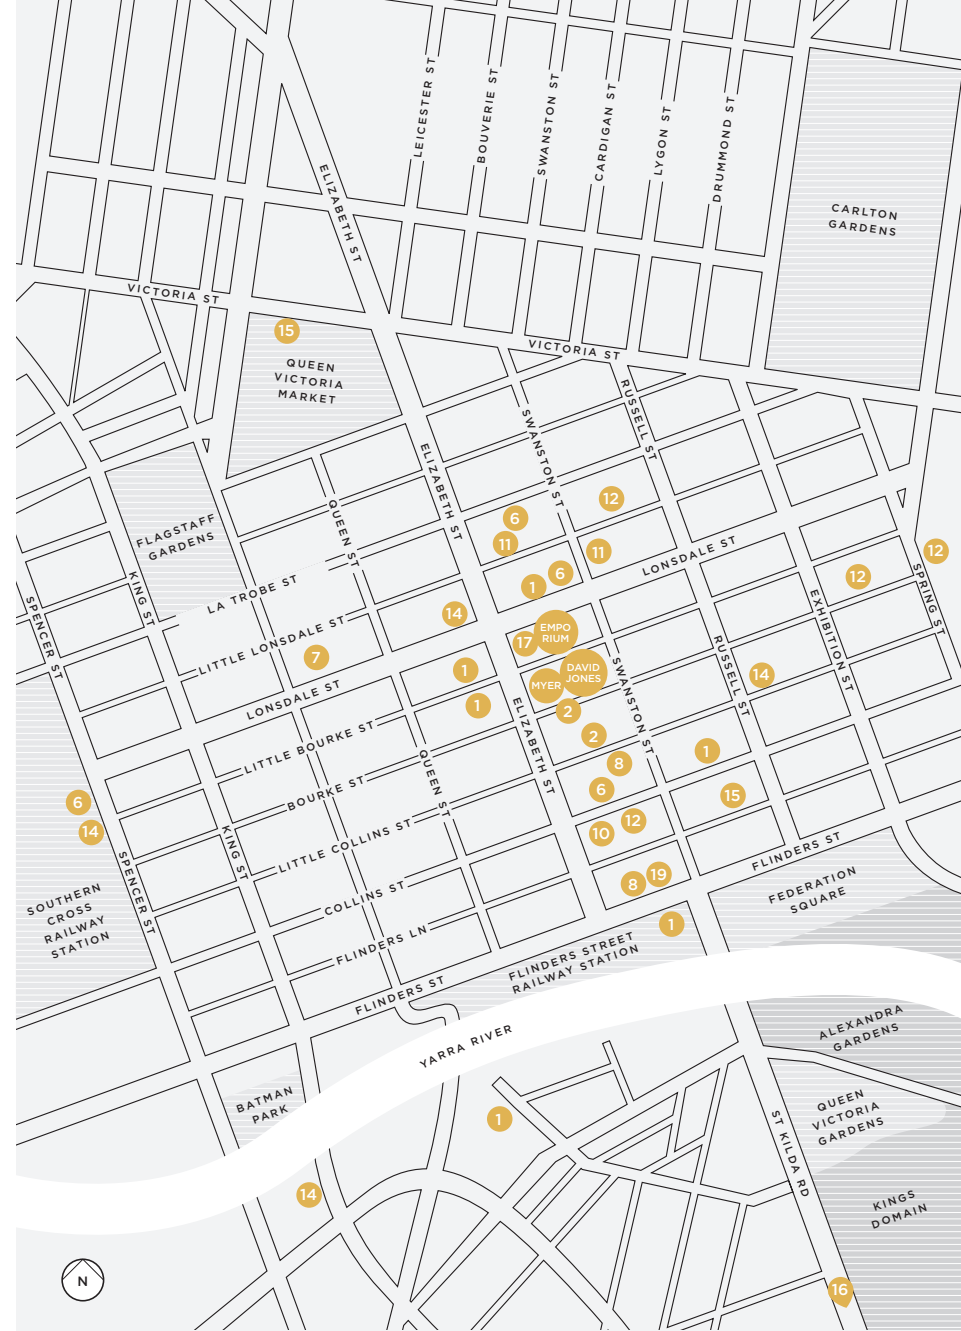 LEICESTER ST
BOUVERIE ST
SWANSTON ST
CARDIGAN ST
LYGON ST
DRUMMOND ST
ELIZABETH ST
CARLTON
GARDENS
VICTORIA ST
15
QUEEN
VICTORIA
MARKET
VICTORIA ST
RUSSELL ST
SWANSTON ST
ELIZABETH ST
QUEEN ST
FLAGSTAFF
GARDENS
12
6
11
11
LONSDALE ST
12
12
KING ST
LA TROBE ST
6
1
SPENCER ST
EXHIBITION ST
SPRING ST
LITTLE LONSDALE ST
14
17
EMPO
RIUM
7
1
MYER
DAVID
JONES
SWANSTON ST
RUSSELL ST
14
LONSDALE ST
1
ELIZABETH ST
2
2
LITTLE BOURKE ST
QUEEN ST
8
1
BOURKE ST
6
15
6
14
KING ST
LITTLE COLLINS ST
10
12
SPENCER ST
COLLINS ST
8
19
FLINDERS ST
FEDERATION
SQUARE
SOUTHERN
CROSS
RAILWAY
STATION
FLINDERS LN
1
FLINDERS STREET
RAILWAY STATION
FLINDERS ST
YARRA RIVER
ALEXANDRA
GARDENS
BATMAN
PARK
1
QUEEN
VICTORIA
GARDENS
ST KILDA RD
14
KINGS
DOMAIN
N
16